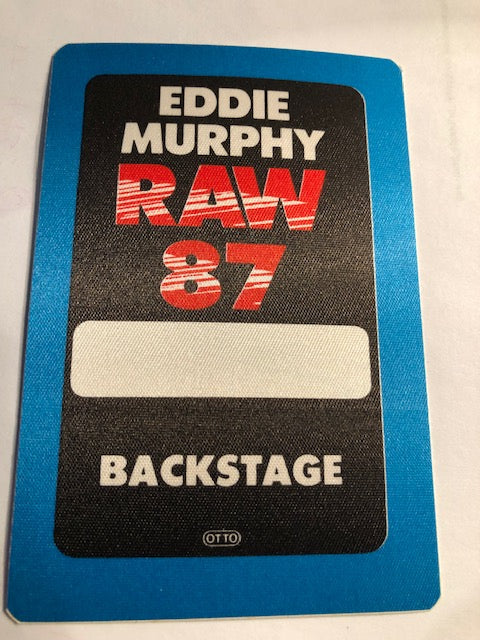 EDDIE
MURPHY
RAW
87
BACKSTAGE
OTTO